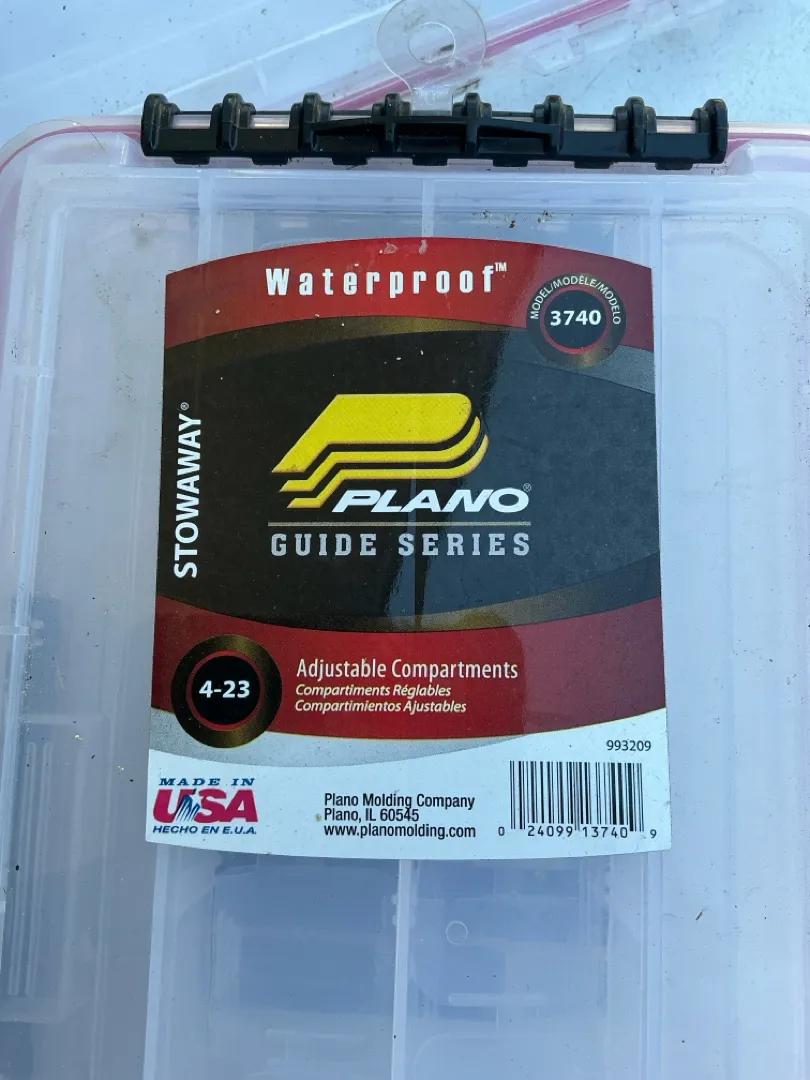 Waterproof™
MODEL/MODÈLE/MODELO
3740
STOWAWAY®
PLANO®
GUIDE SERIES
4-23
Adjustable Compartments
Compartiments Réglables
Compartimientos Ajustables
993209
MADE IN
USA
HECHO EN E.U.A.
Plano Molding Company
Plano, IL 60545
www.planomolding.com
0 24099 13740 9